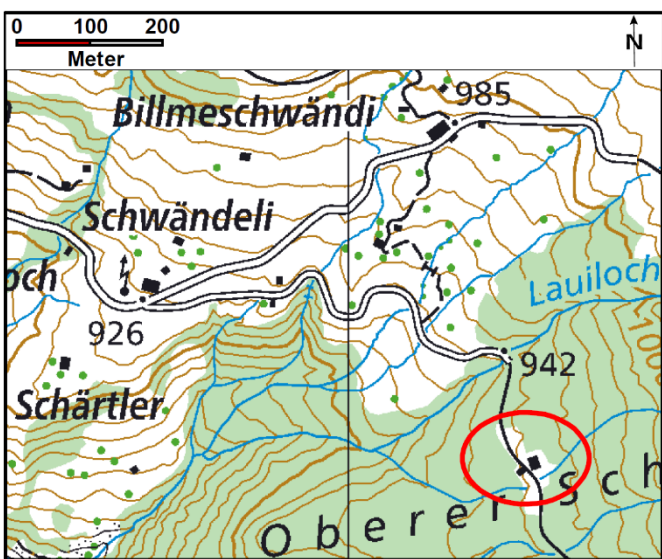 0 100 200
Meter
N
Billmeschwändi
985
Schwändeli
och
Lauiloch
926
942
Schärtler
Oberer Sch